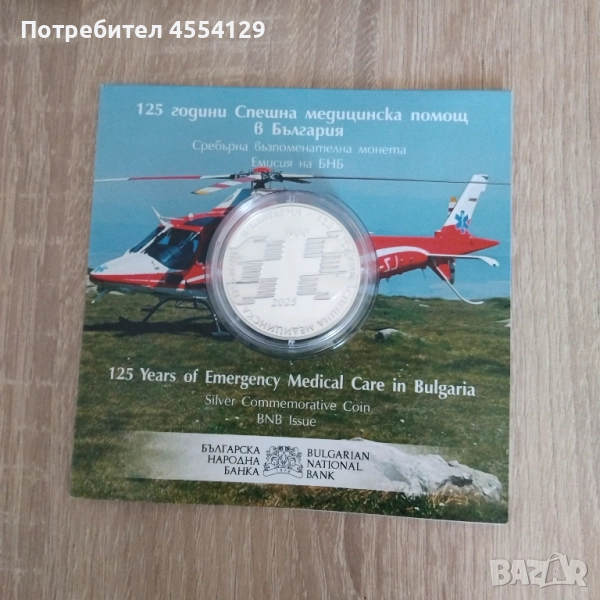 Потребител 4554129
125 години Спешна медицинска помощ
в България
Сребърна възпоменателна монета
Емисия на БНБ
2025
125 Years of Emergency Medical Care in Bulgaria
Silver Commemorative Coin
BNB Issue
БЪЛГАРСКА
НАРОДНА
БАНКА
BULGARIAN
NATIONAL
BANK
BAZAR